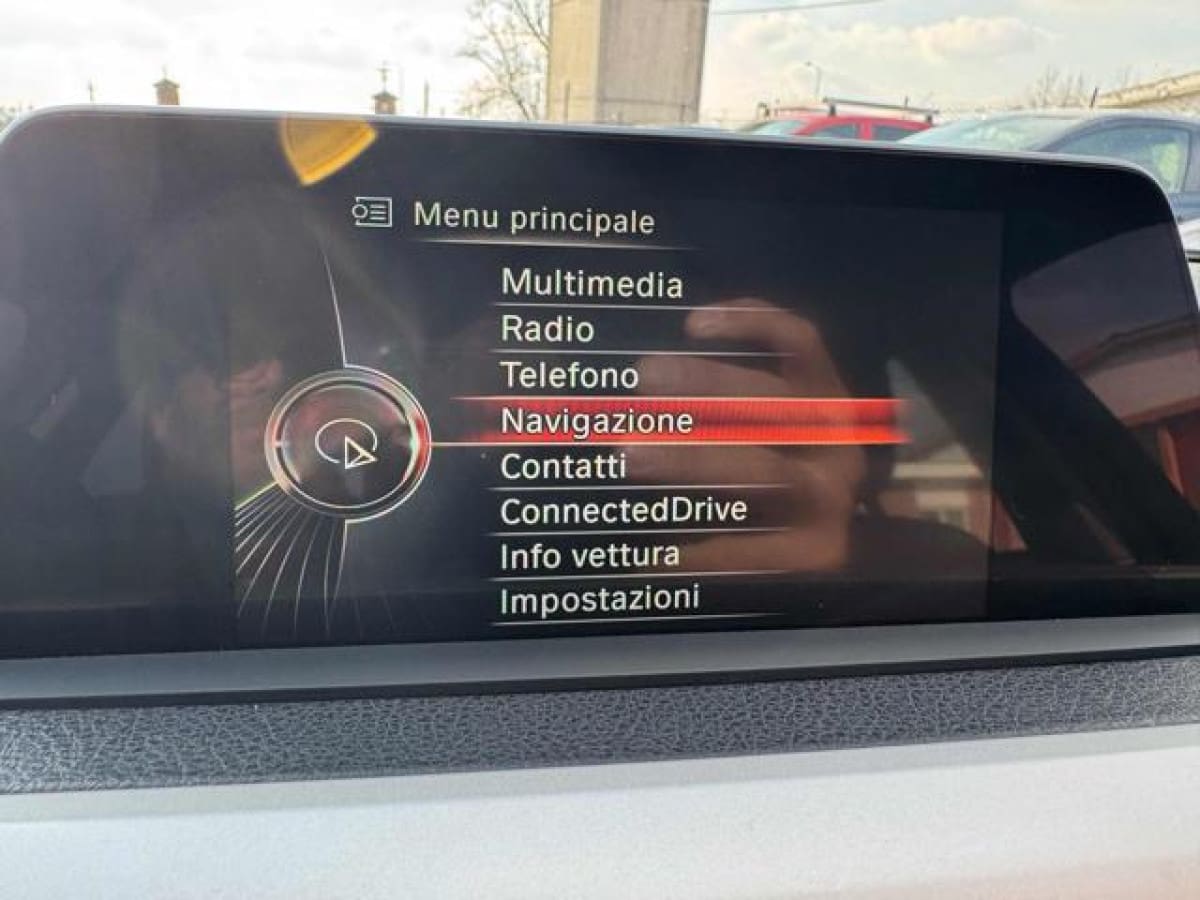 Menu principale
Multimedia
Radio
Telefono
Navigazione
Contatti
ConnectedDrive
Info vettura
Impostazioni